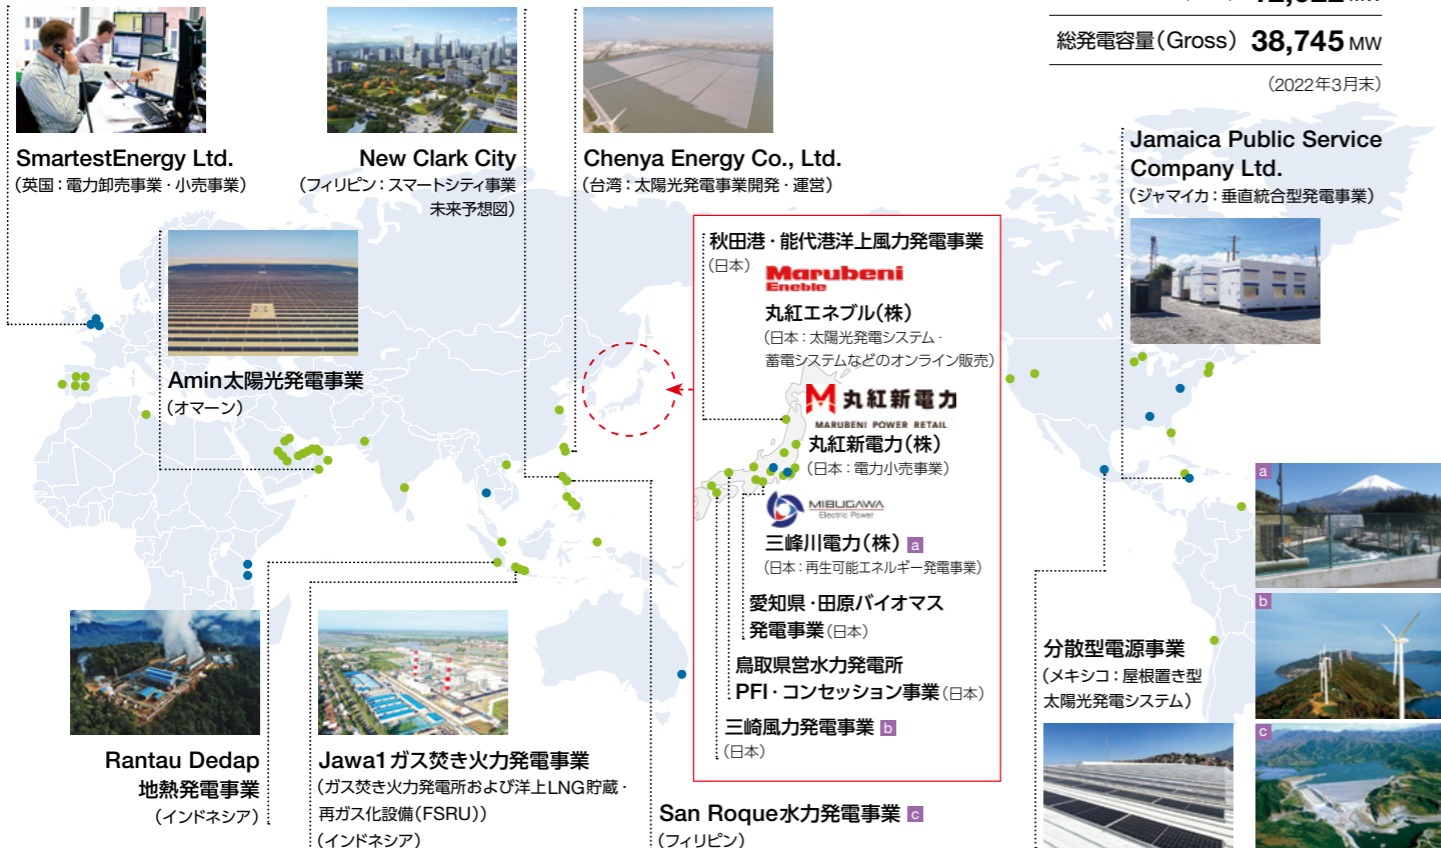 総発電容量(Gross) 38,745 MW
(2022年3月末)
SmartestEnergy Ltd.
(英国:電力卸売事業・小売事業)
New Clark City
(フィリピン:スマートシティ事業
未来予想図)
Chenya Energy Co., Ltd.
(台湾:太陽光発電事業開発・運営)
Jamaica Public Service
Company Ltd.
(ジャマイカ:垂直統合型発電事業)
Amin太陽光発電事業
(オマーン)
秋田港・能代港洋上風力発電事業
(日本)
Marubeni
Eneble
丸紅エネブル(株)
(日本:太陽光発電システム・
蓄電システムなどのオンライン販売)
丸紅新電力
MARUBENI POWER RETAIL
丸紅新電力(株)
(日本:電力小売事業)
MIBUGAWA
Electric Power
三峰川電力(株) a
(日本:再生可能エネルギー発電事業)
愛知県・田原バイオマス
発電事業(日本)
鳥取県営水力発電所
PFI・コンセッション事業(日本)
三崎風力発電事業 b
(日本)
Rantau Dedap
地熱発電事業
(インドネシア)
Jawa1ガス焚き火力発電事業
(ガス焚き火力発電所および洋上LNG貯蔵・
再ガス化設備(FSRU))
(インドネシア)
San Roque水力発電事業 c
(フィリピン)
分散型電源事業
(メキシコ:屋根置き型
太陽光発電システム)
a
b
c